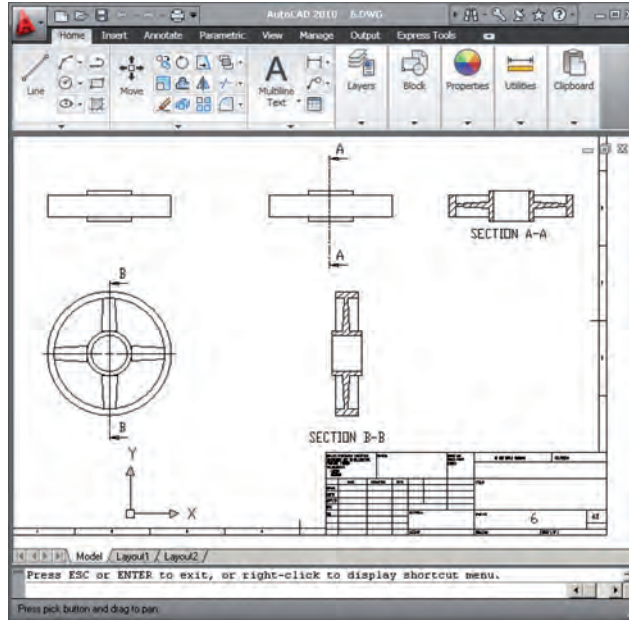 AutoCAD 2010 6.DWG
Home Insert Annotate Parametric View Manage Output Express Tools
Line
Move
A
Multiline
Text
Layers
Block
Properties
Utilities
Clipboard
A
A
SECTION A-A
B
B
SECTION B-B
Y
X
6
Model / Layout1 / Layout2 /
Press ESC or ENTER to exit, or right-click to display shortcut menu.
Press pick button and drag to pan.